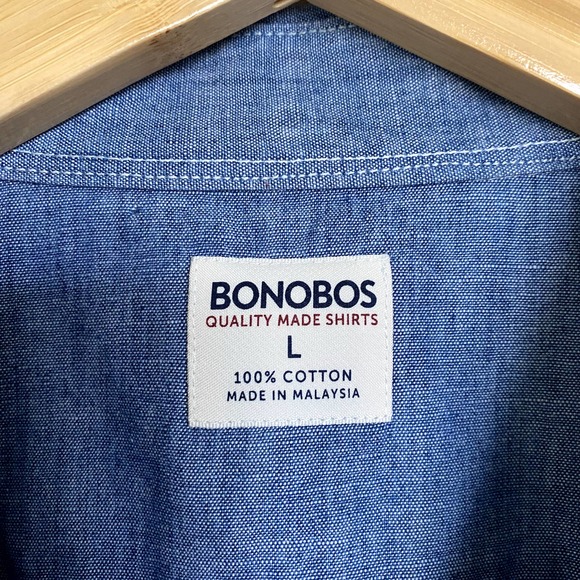 BONOBOS
QUALITY MADE SHIRTS
L
100% COTTON
MADE IN MALAYSIA